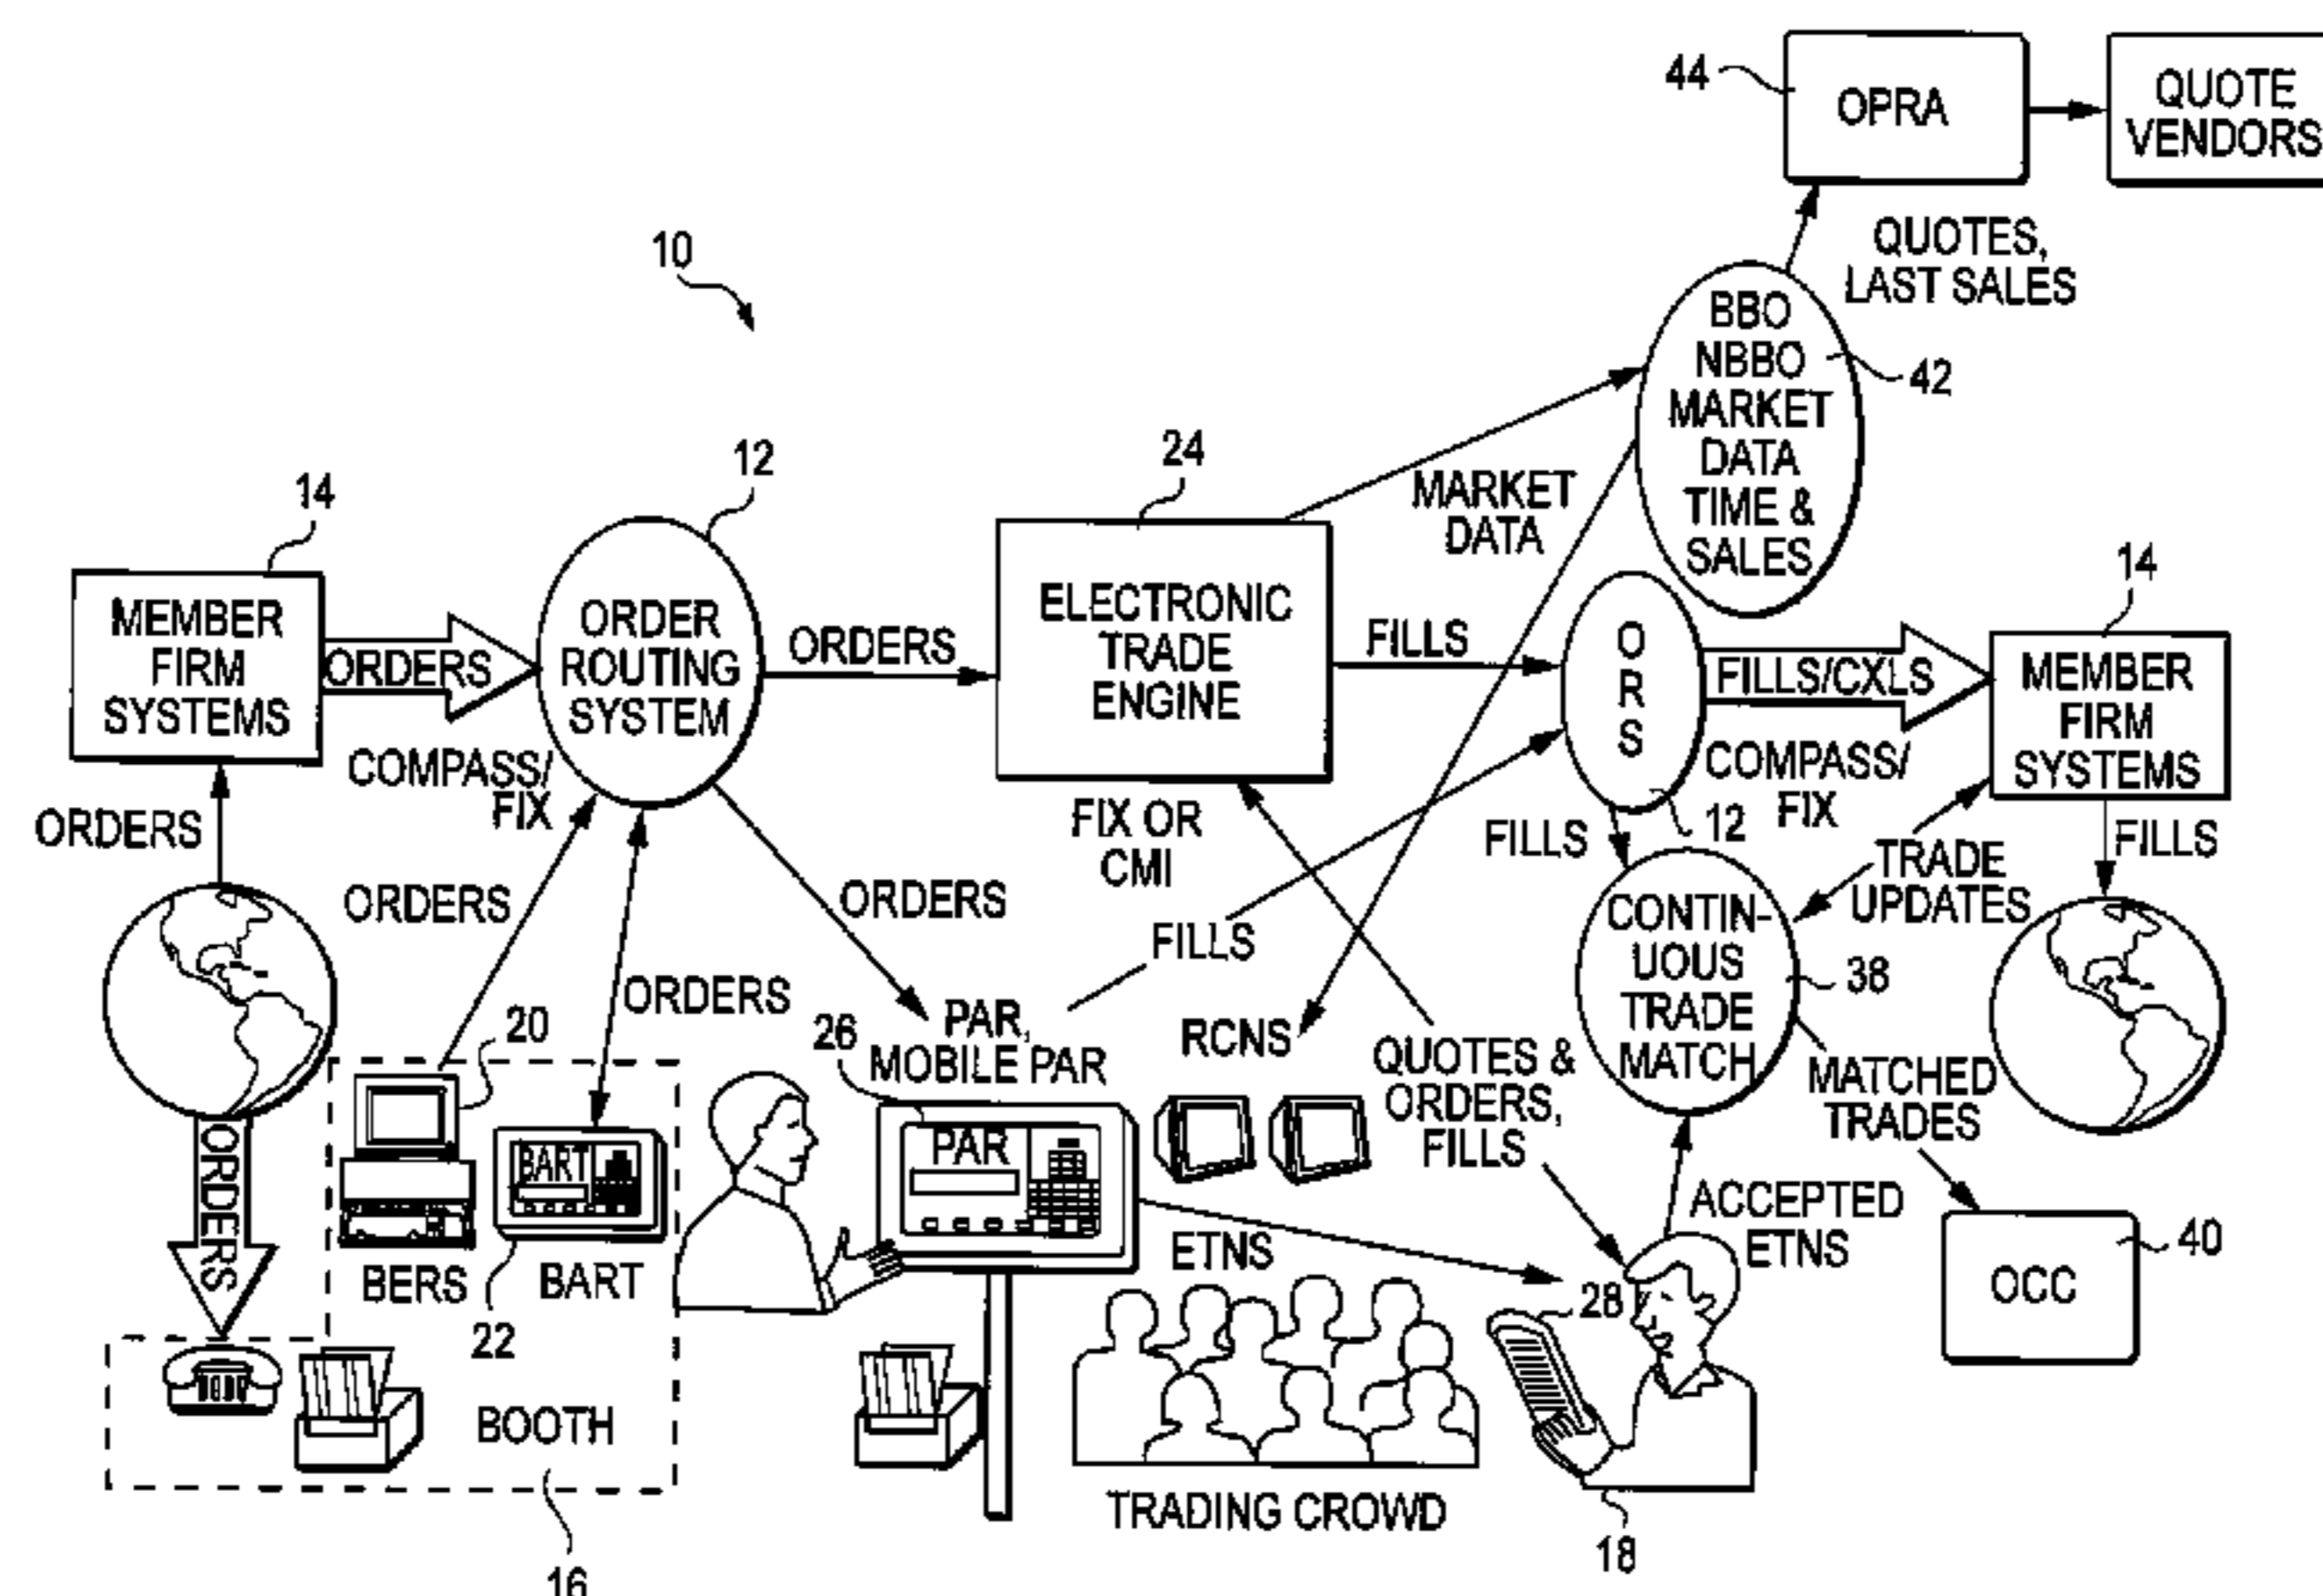 44
OPRA
QUOTE
VENDORS
QUOTES,
LAST SALES
10
BBO
NBBO
MARKET
DATA
TIME &
SALES
42
MARKET
DATA
14
MEMBER
FIRM
SYSTEMS
ORDERS
12
ORDER
ROUTING
SYSTEM
COMPASS/
FIX
ORDERS
24
ELECTRONIC
TRADE
ENGINE
FIX OR
CMI
FILLS
O
R
S
12
FILLS/CXLS
COMPASS/
FIX
14
MEMBER
FIRM
SYSTEMS
FILLS
ORDERS
ORDERS
ORDERS
ORDERS
FILLS
FILLS
TRADE
UPDATES
CONTIN-
UOUS
TRADE
MATCH
38
MATCHED
TRADES
40
OCC
ORDERS
20
BERS
BART
22
BART
BOOTH
16
26
PAR,
MOBILE PAR
PAR
RCNS
QUOTES &
ORDERS,
FILLS
ETNS
ACCEPTED
ETNS
28
TRADING CROWD
18